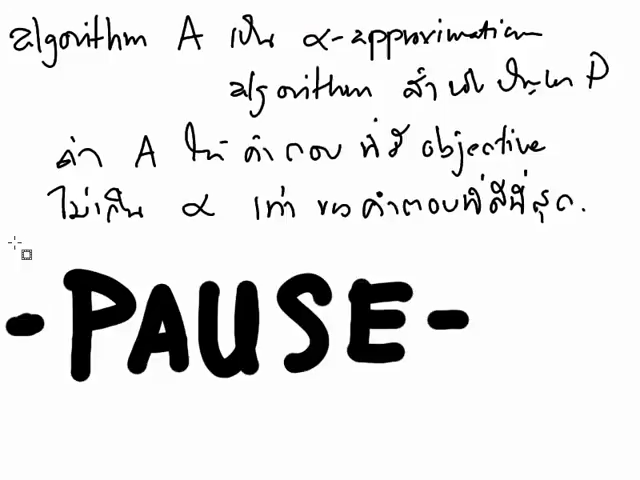 algorithm A เป็น α-approximation
algorithm สำหรับปัญหา P
ถ้า A ให้คำตอบที่มี objective
ไม่เกิน α เท่าของคำตอบที่ดีที่สุด.
-PAUSE-